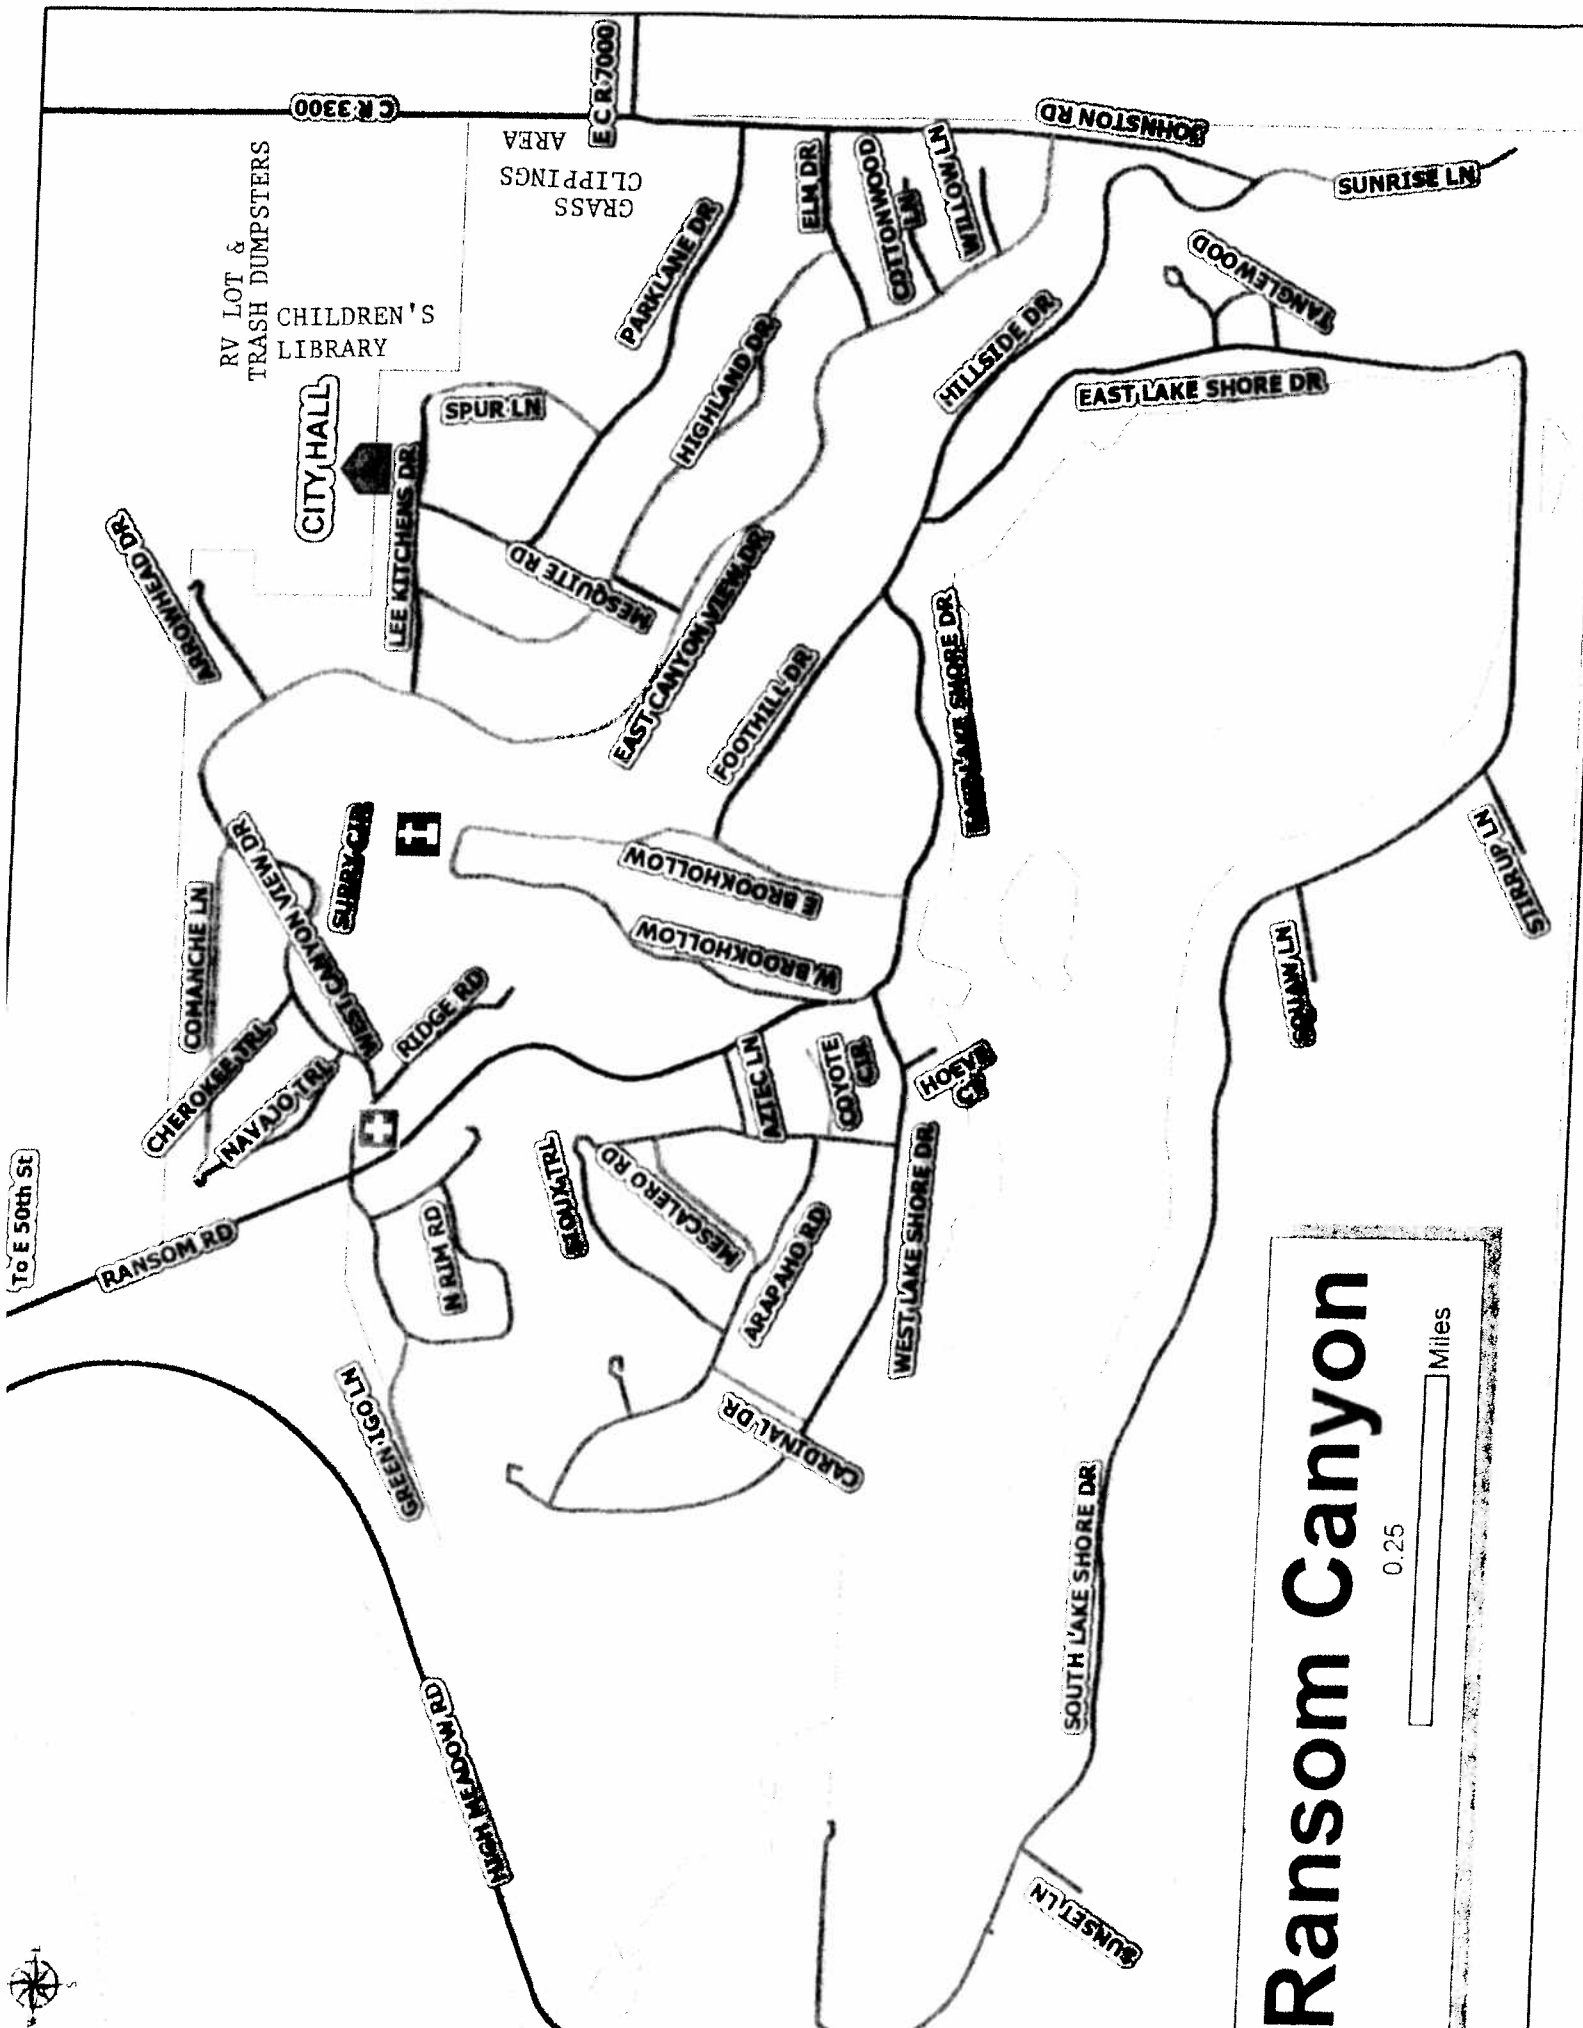 C R 3300
E C R 7000
JOHNSTON RD
SUNRISE LN
GRASS
CLIPPINGS
AREA
RV LOT &
TRASH DUMPSTERS
CHILDREN'S
LIBRARY
CITY HALL
PARKLANE DR
ELM DR
COTTONWOOD
LN
WILLOW LN
TANGLEWOOD
HILLSIDE DR
EAST LAKE SHORE DR
HIGHLAND DR
SPUR LN
LEE KITCHENS DR
MESQUITE RD
ARROWHEAD DR
EAST CANYON VIEW DR
FOOTHILL DR
EAST LAKE SHORE DR
E BROOKHOLLOW
W BROOKHOLLOW
WEST CANYON VIEW DR
COMANCHE LN
CHEROKEE TRL
NAVAJO TRL
RIDGE RD
STIRRUP LN
SQUAW LN
AZTEC LN
COYOTE
CIR
SIOUX TRL
MESCALERO RD
ARAPAHO RD
WEST LAKE SHORE DR
CARDINAL DR
To E 50th St
RANSOM RD
N RIM RD
GREEN IGO LN
HIGH MEADOW RD
SOUTH LAKE SHORE DR
SUNSET LN
S
Ransom Canyon
0.25
Miles